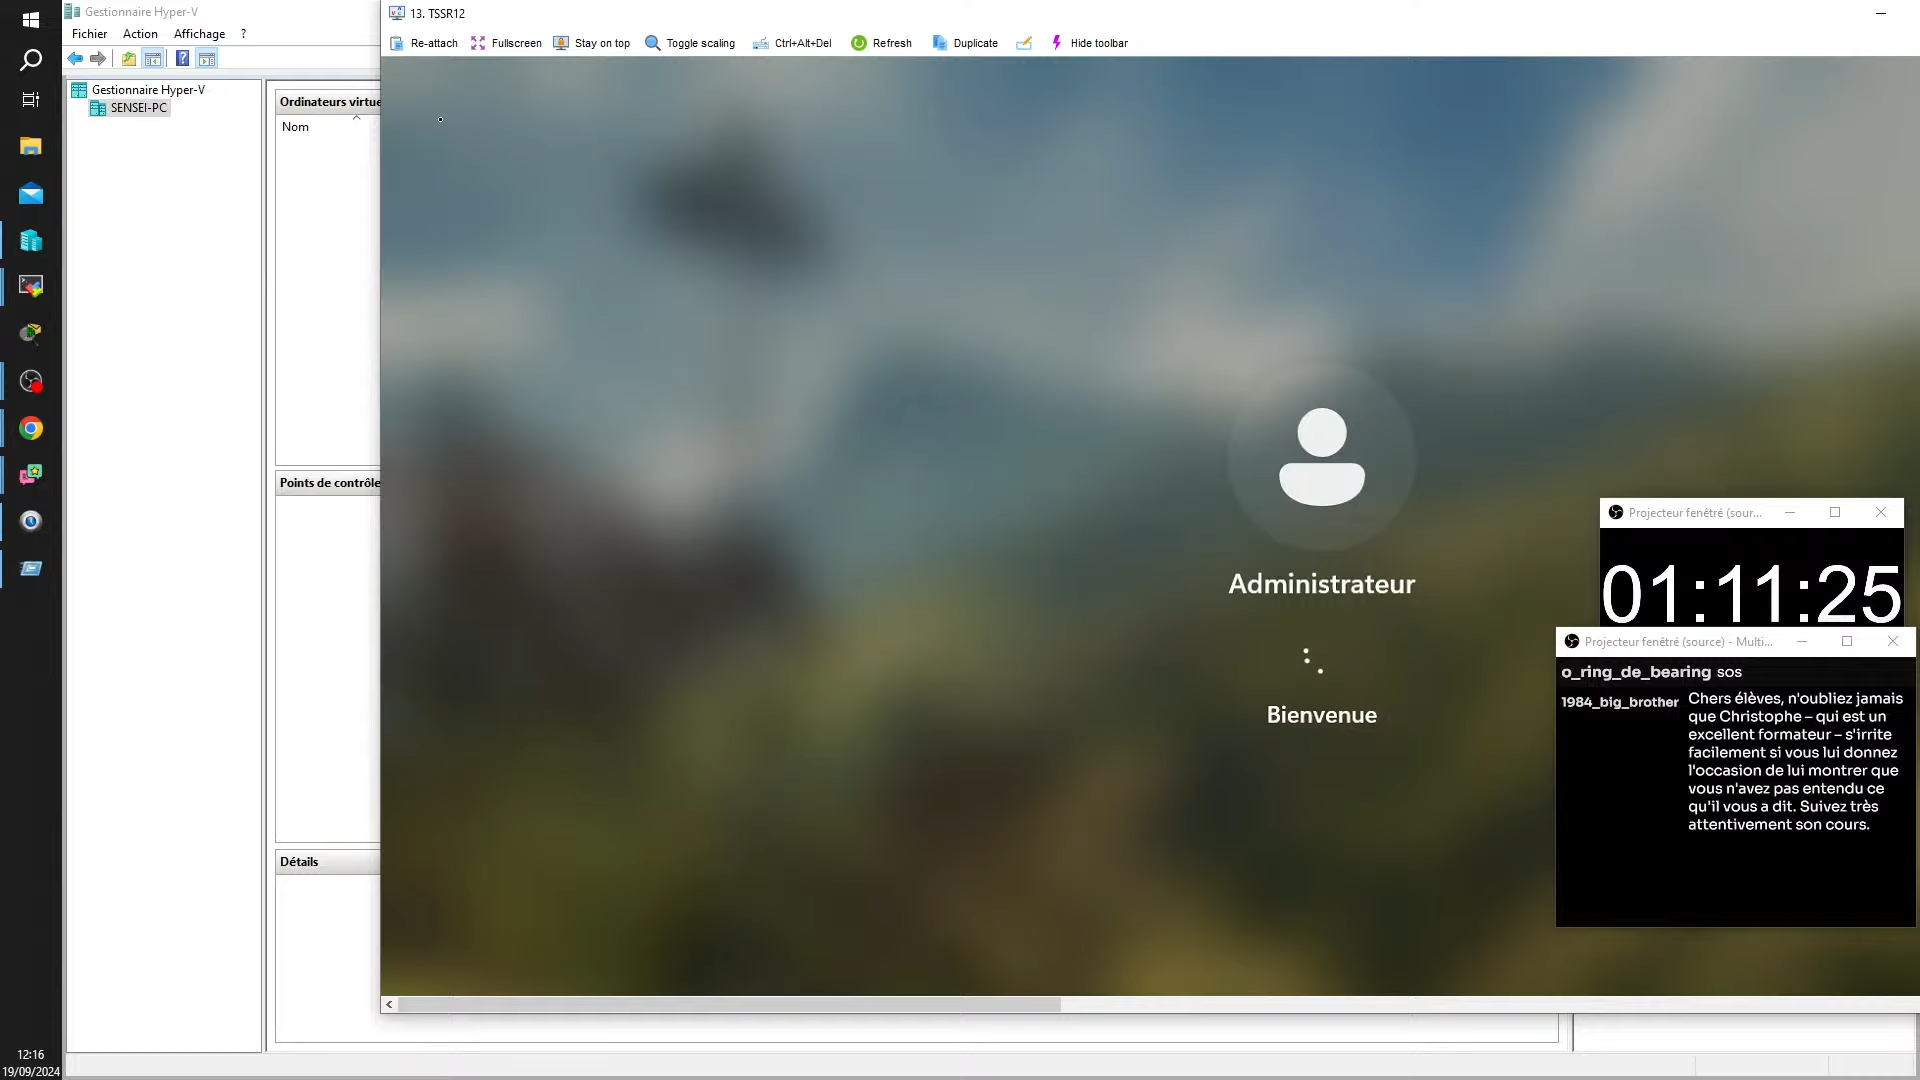 Gestionnaire Hyper-V
Fichier Action Affichage ?
Gestionnaire Hyper-V
SENSEI-PC
Ordinateurs virtue
Nom
Points de contrôle
Détails
13. TSSR12
Re-attach Fullscreen Stay on top Toggle scaling Ctrl+Alt+Del Refresh Duplicate Hide toolbar
Administrateur
Bienvenue
Projecteur fenêtré (sour...
01:11:25
Projecteur fenêtré (source) - Multi...
o_ring_de_bearing sos
1984_big_brother Chers élèves, n'oubliez jamais
que Christophe – qui est un
excellent formateur – s'irrite
facilement si vous lui donnez
l'occasion de lui montrer que
vous n'avez pas entendu ce
qu'il vous a dit. Suivez très
attentivement son cours.
12:16
19/09/2024